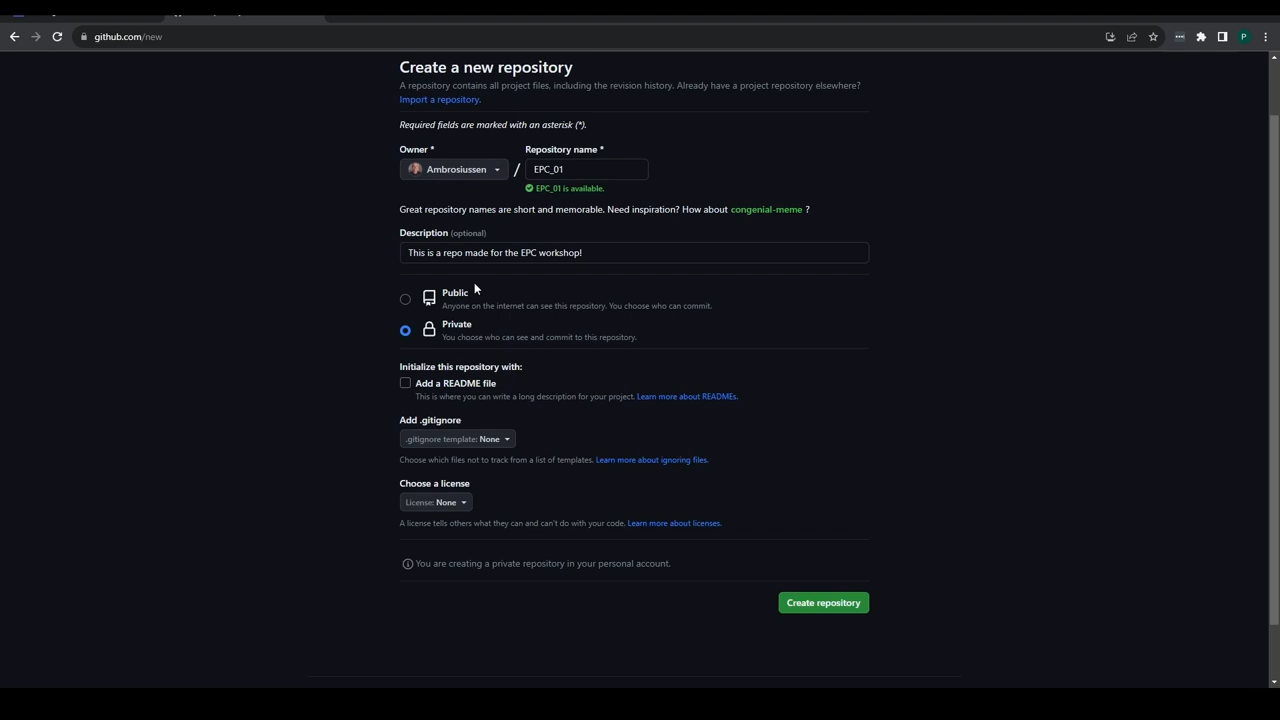 github.com/new
P
Create a new repository
A repository contains all project files, including the revision history. Already have a project repository elsewhere?
Import a repository.
Required fields are marked with an asterisk (*).
Owner *
Repository name *
Ambrosiussen
/
EPC_01
EPC_01 is available.
Great repository names are short and memorable. Need inspiration? How about congenial-meme ?
Description (optional)
This is a repo made for the EPC workshop!
Public
Anyone on the internet can see this repository. You choose who can commit.
Private
You choose who can see and commit to this repository.
Initialize this repository with:
Add a README file
This is where you can write a long description for your project. Learn more about READMEs.
Add .gitignore
.gitignore template: None
Choose which files not to track from a list of templates. Learn more about ignoring files.
Choose a license
License: None
A license tells others what they can and can't do with your code. Learn more about licenses.
You are creating a private repository in your personal account.
Create repository